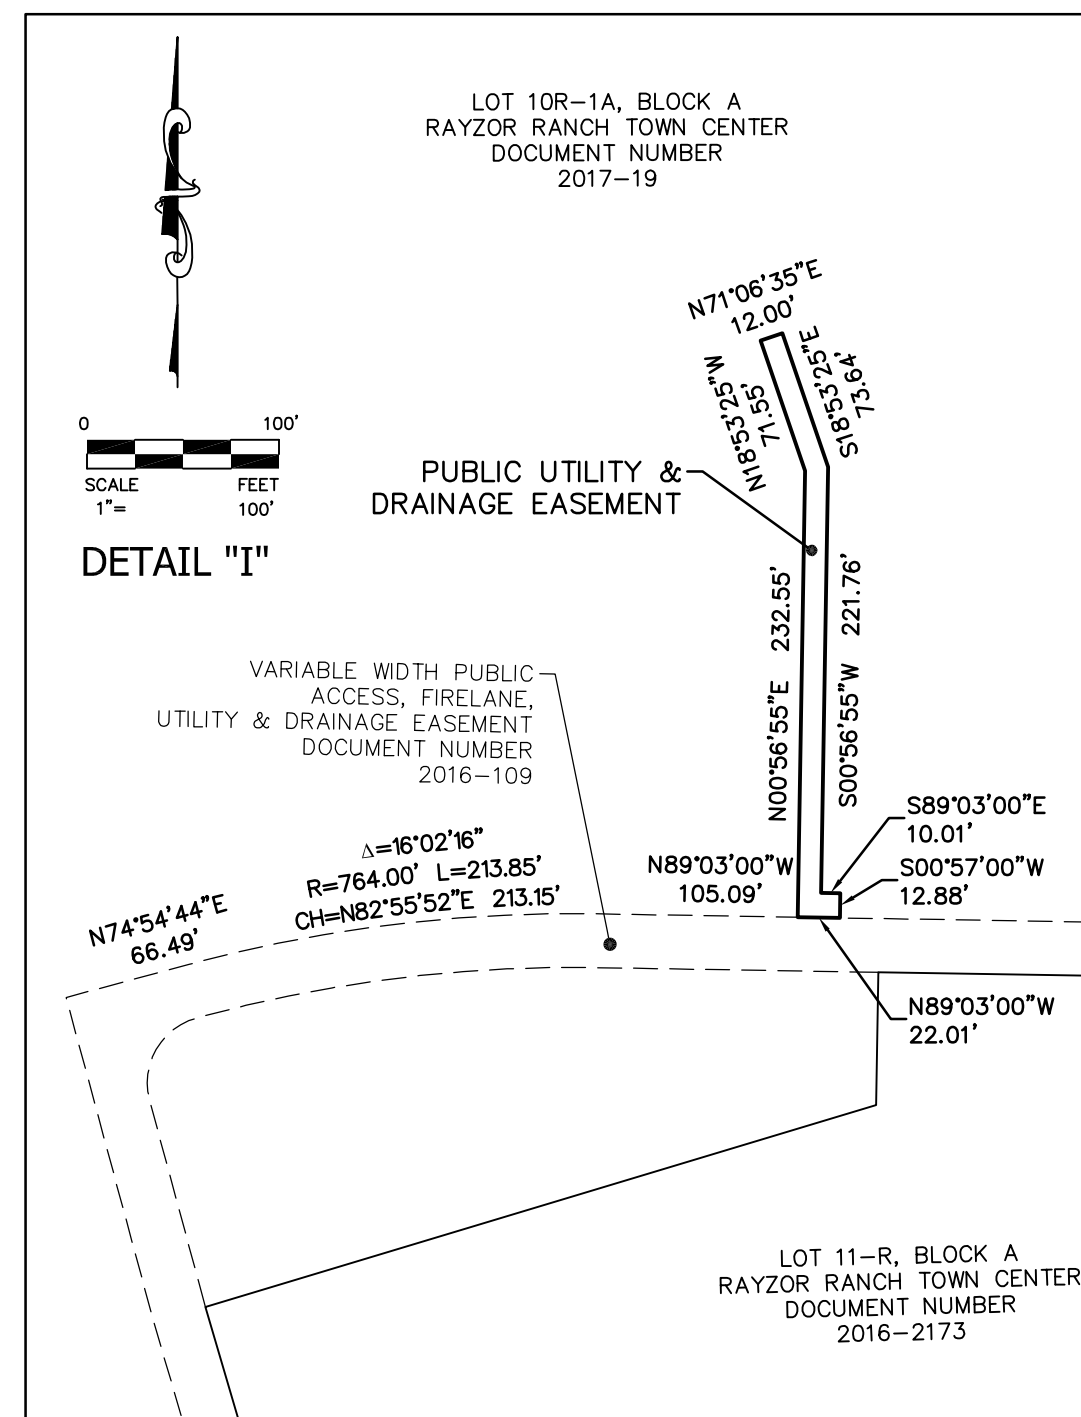 LOT 10R-1A, BLOCK A
RAYZOR RANCH TOWN CENTER
DOCUMENT NUMBER
2017-19
N71°06'35"E
12.00'
S18°53'25"E
73.64'
N18°53'25"W
71.55'
0 100'
SCALE FEET
1"= 100'
DETAIL "I"
PUBLIC UTILITY &
DRAINAGE EASEMENT
N00°56'55"E 232.55'
S00°56'55"W 221.76'
VARIABLE WIDTH PUBLIC
ACCESS, FIRELANE,
UTILITY & DRAINAGE EASEMENT
DOCUMENT NUMBER
2016-109
S89°03'00"E
10.01'
S00°57'00"W
12.88'
N89°03'00"W
105.09'
Δ=16°02'16"
R=764.00' L=213.85'
CH=N82°55'52"E 213.15'
N74°54'44"E
66.49'
N89°03'00"W
22.01'
LOT 11-R, BLOCK A
RAYZOR RANCH TOWN CENTER
DOCUMENT NUMBER
2016-2173